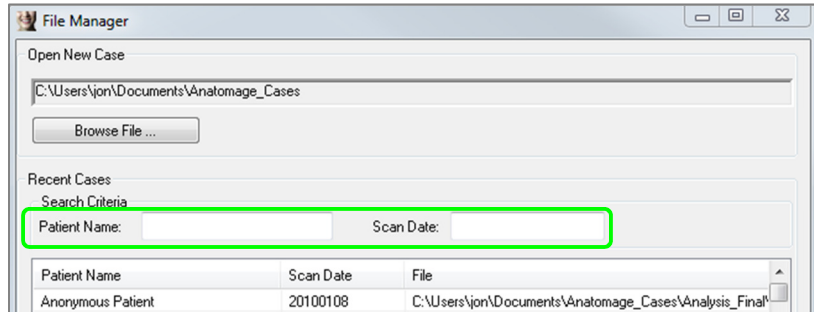 File Manager
Open New Case
C:\Users\jon\Documents\Anatomage_Cases
Browse File ...
Recent Cases
Search Criteria
Patient Name: Scan Date:
Patient Name Scan Date File
Anonymous Patient 20100108 C:\Users\jon\Documents\Anatomage_Cases\Analysis_Final\